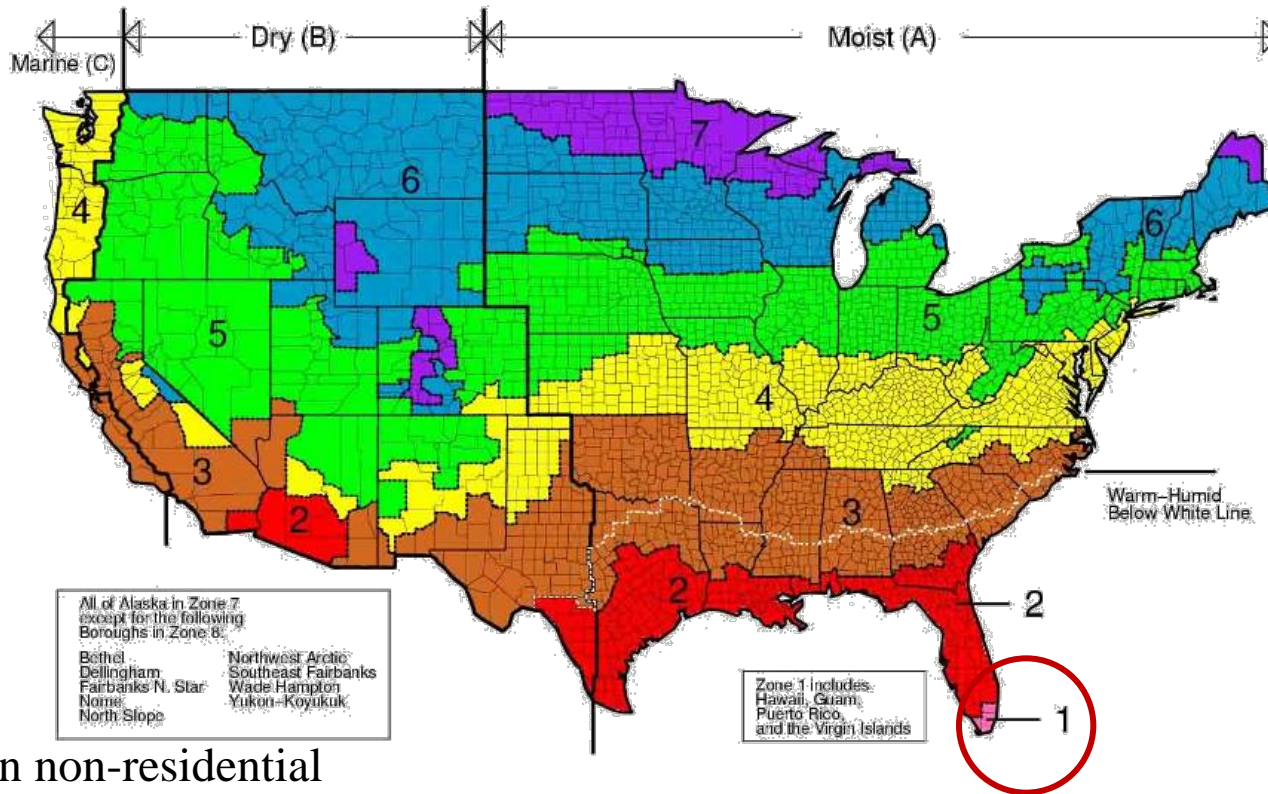 Marine (C)
Dry (B)
Moist (A)
7
6
4
6
5
5
4
3
3
2
2
Warm-Humid
Below White Line
2
1
All of Alaska in Zone 7
except for the following
Boroughs in Zone 8:
Bethel
Dellingham
Fairbanks N. Star
Nome
North Slope
Northwest Arctic
Southeast Fairbanks
Wade Hampton
Yukon-Koyukuk
Zone 1 includes
Hawaii, Guam,
Puerto Rico,
and the Virgin Islands
n non-residential